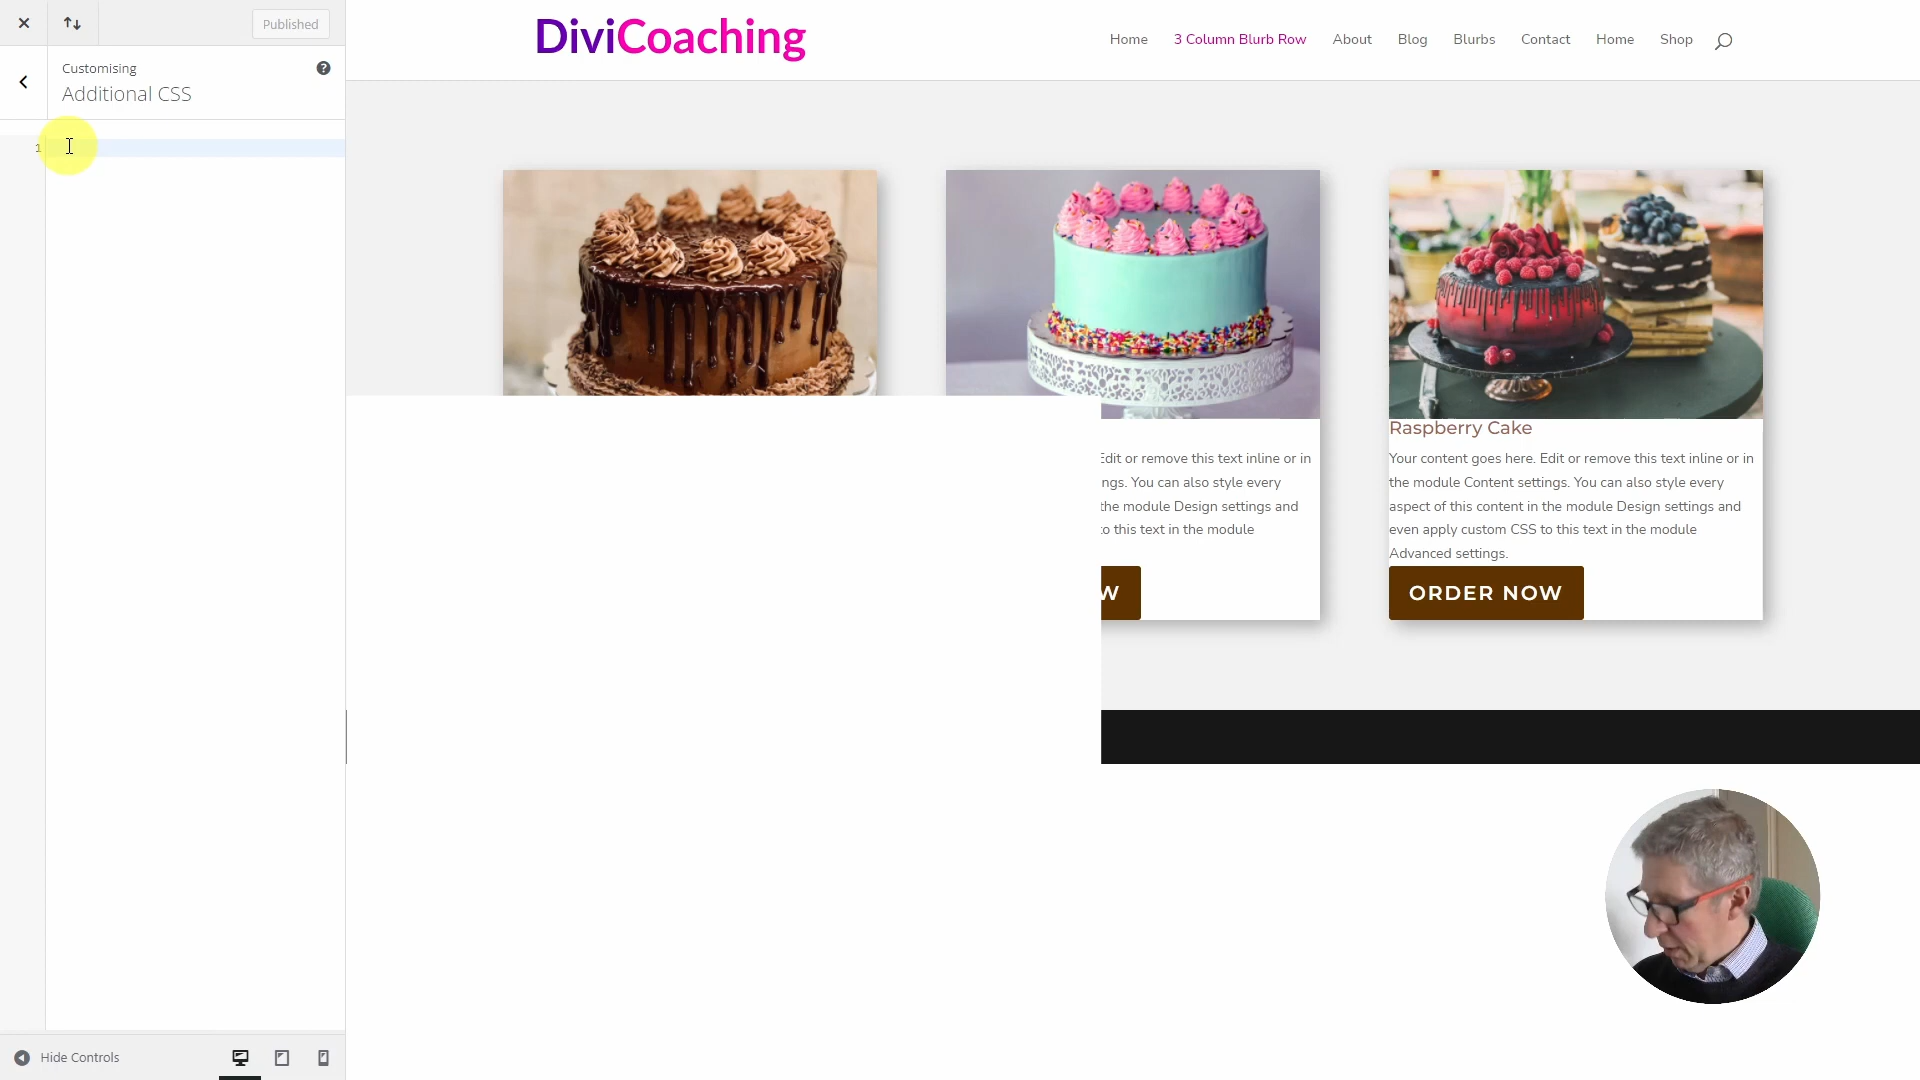 Published
Customising
Additional CSS
1
DiviCoaching
Home 3 Column Blurb Row About Blog Blurbs Contact Home Shop
Edit or remove this text inline or in
ngs. You can also style every
the module Design settings and
to this text in the module
W
Raspberry Cake
Your content goes here. Edit or remove this text inline or in
the module Content settings. You can also style every
aspect of this content in the module Design settings and
even apply custom CSS to this text in the module
Advanced settings.
ORDER NOW
Hide Controls